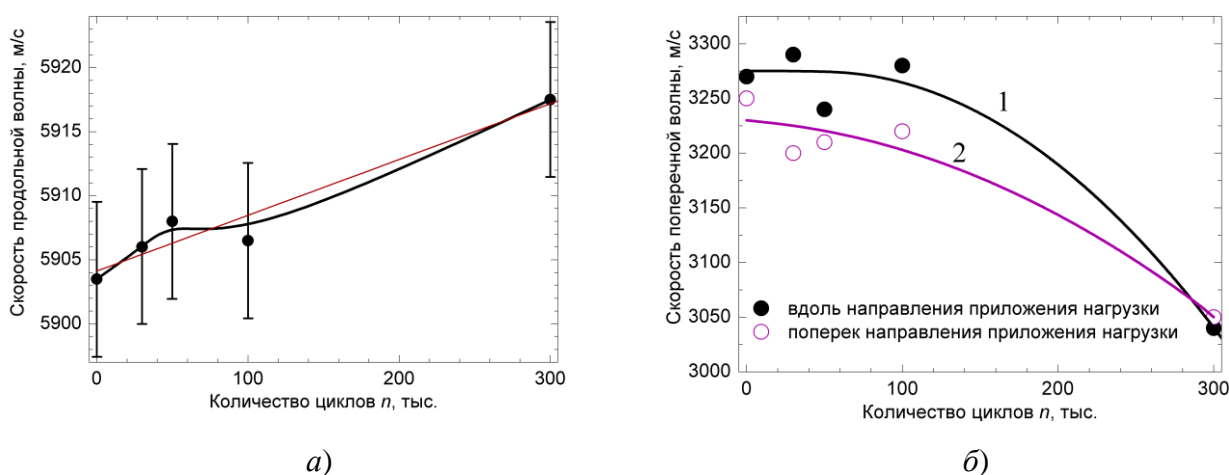 Скорость продольной волны, м/с
5920
5915
5910
5905
5900
0
100
200
300
Количество циклов n, тыс.
а)
Скорость поперечной волны, м/с
3300
3250
3200
3150
3100
3050
3000
1
2
вдоль направления приложения нагрузки
поперек направления приложения нагрузки
0
100
200
300
Количество циклов n, тыс.
б)